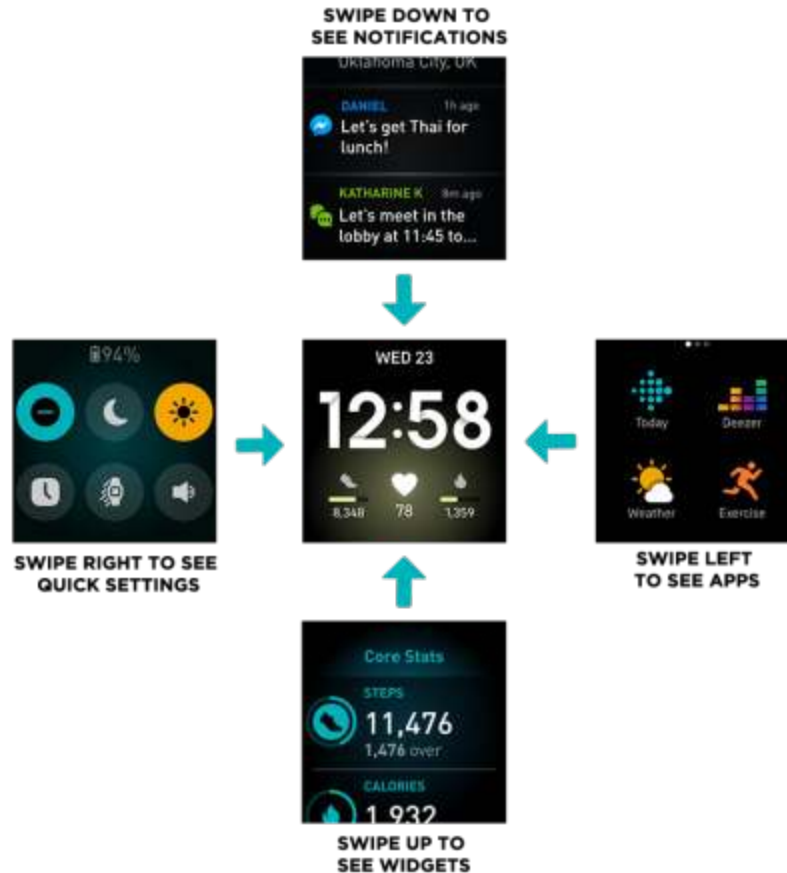 SWIPE DOWN TO
SEE NOTIFICATIONS
Oklahoma City, OK
DANIEL 1h ago
Let's get Thai for
lunch!
KATHARINE K 8m ago
Let's meet in the
lobby at 11:45 to...
94%
SWIPE RIGHT TO SEE
QUICK SETTINGS
WED 23
12:58
8,348 78 1,359
Today Deezer
Weather Exercise
SWIPE LEFT
TO SEE APPS
Core Stats
STEPS
11,476
1,476 over
CALORIES
1,932
SWIPE UP TO
SEE WIDGETS